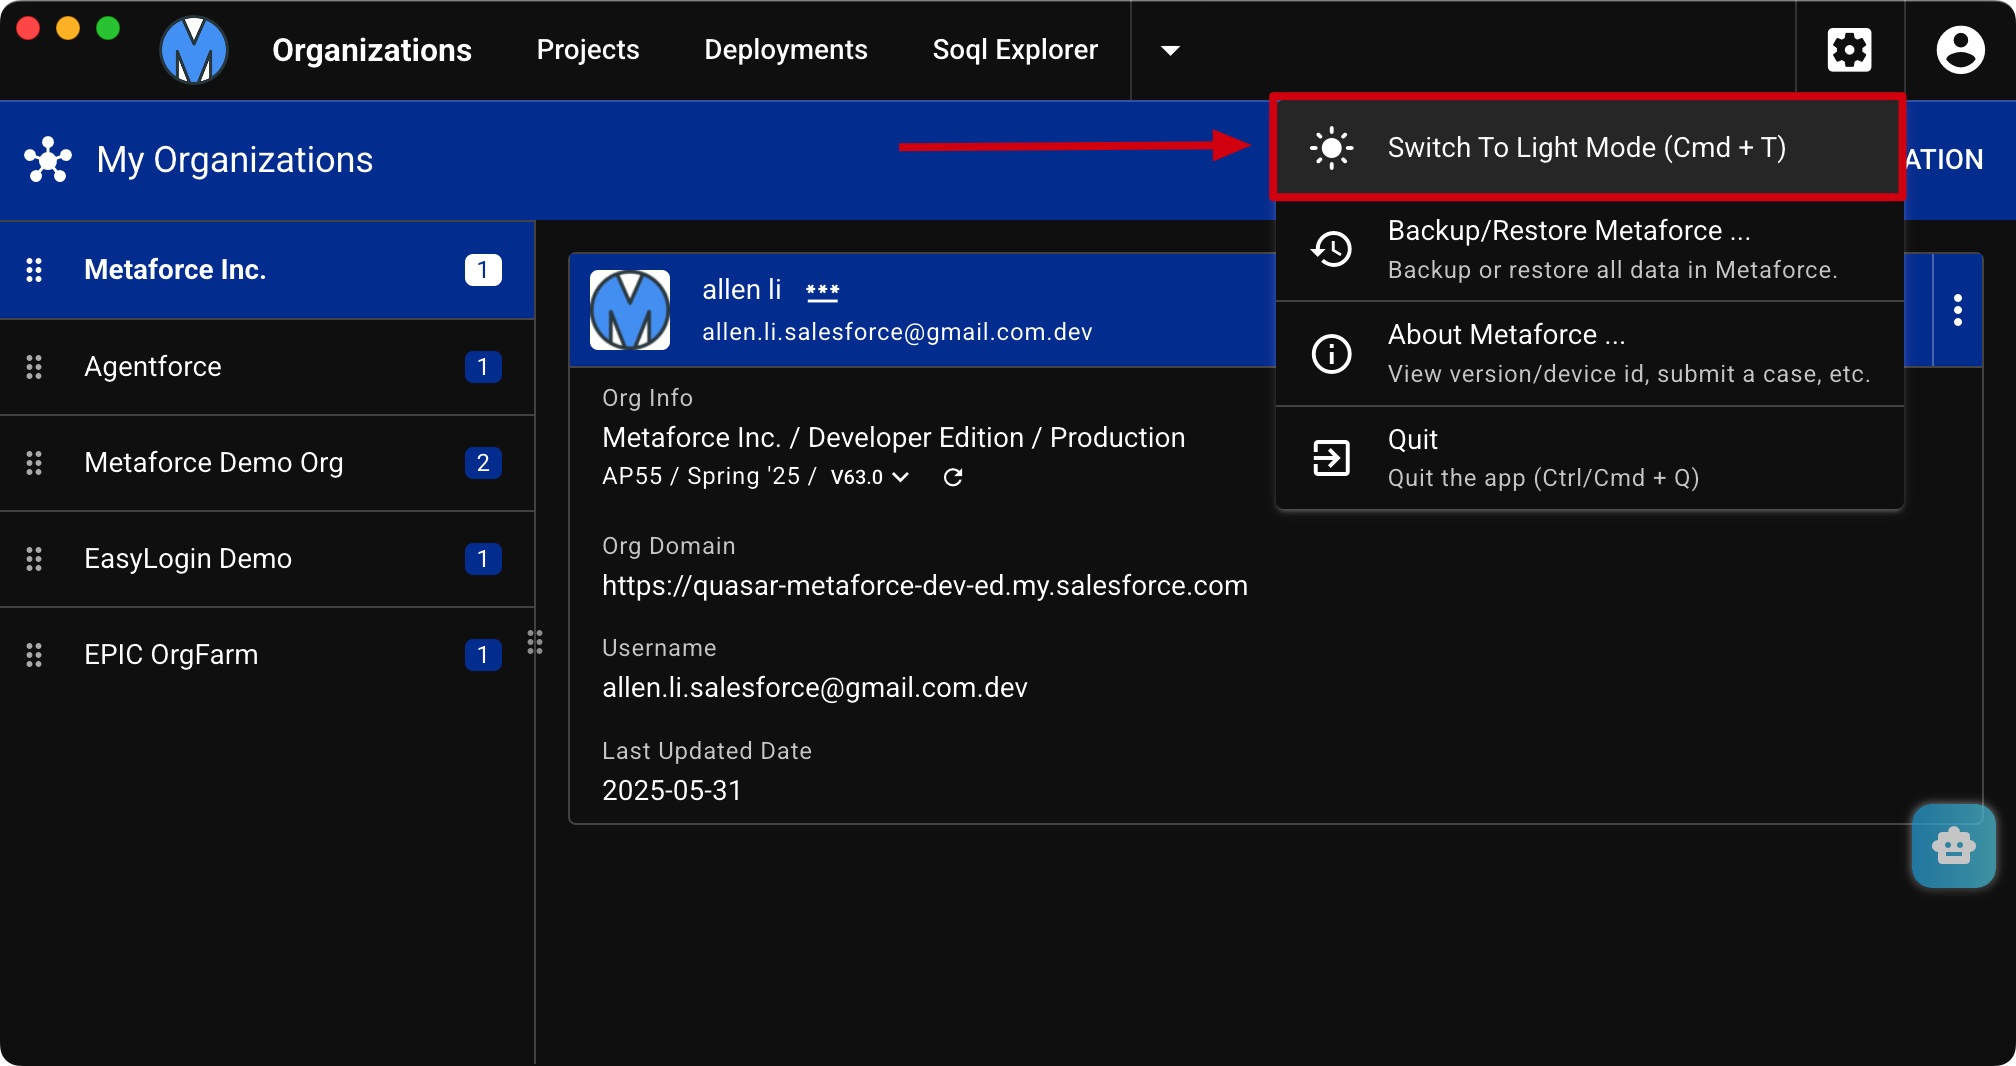 Organizations Projects Deployments Soql Explorer
My Organizations
ATION
Switch To Light Mode (Cmd + T)
Backup/Restore Metaforce ...
Backup or restore all data in Metaforce.
About Metaforce ...
View version/device id, submit a case, etc.
Quit
Quit the app (Ctrl/Cmd + Q)
Metaforce Inc. 1
Agentforce 1
Metaforce Demo Org 2
EasyLogin Demo 1
EPIC OrgFarm 1
allen li ***
allen.li.salesforce@gmail.com.dev
Org Info
Metaforce Inc. / Developer Edition / Production
AP55 / Spring '25 / V63.0
Org Domain
https://quasar-metaforce-dev-ed.my.salesforce.com
Username
allen.li.salesforce@gmail.com.dev
Last Updated Date
2025-05-31